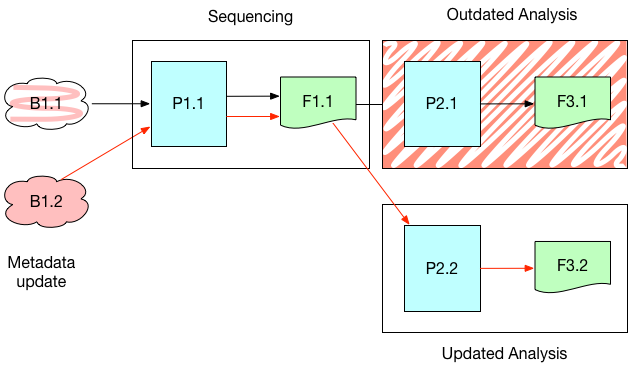 Sequencing
Outdated Analysis
B1.1
P1.1
F1.1
P2.1
F3.1
B1.2
Metadata
update
P2.2
F3.2
Updated Analysis